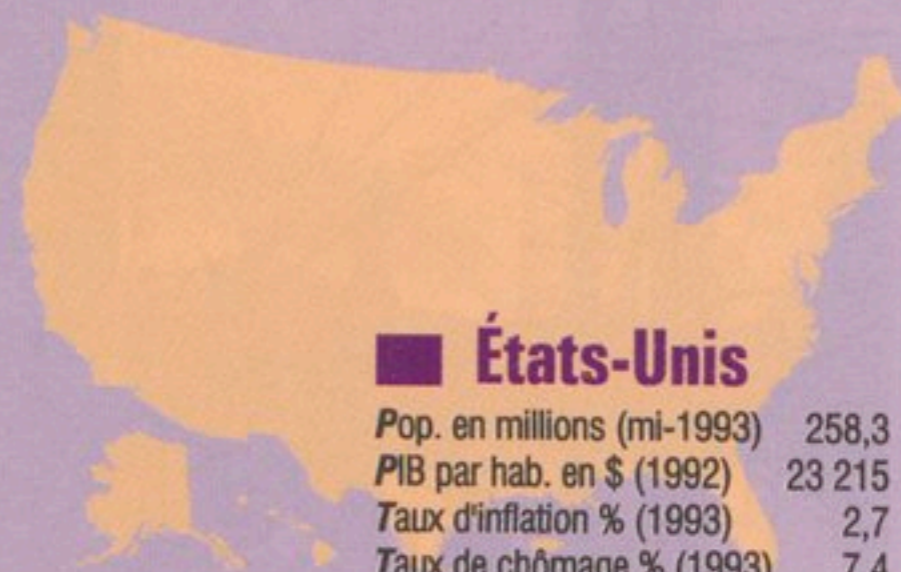 États-Unis
Pop. en millions (mi-1993) 258,3
PIB par hab. en $ (1992) 23 215
Taux d'inflation % (1993) 2,7
Taux de chômage % (1993) 7,4